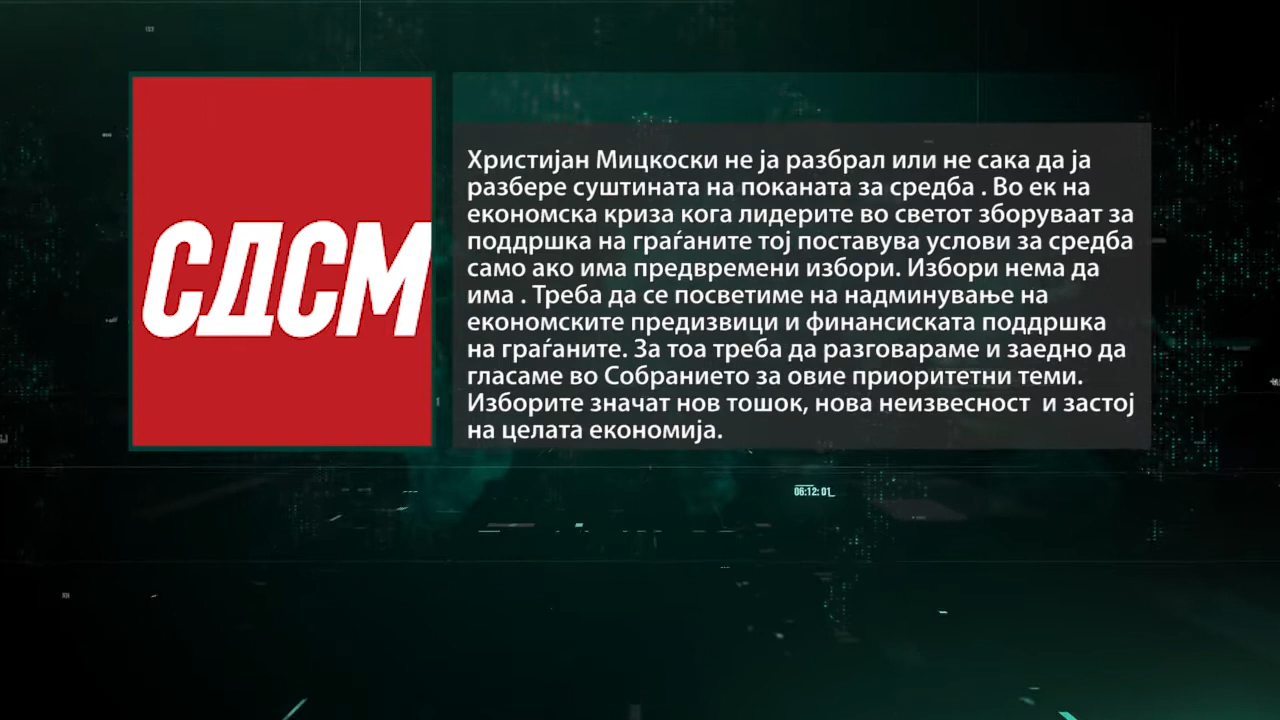 СДСМ
Христијан Мицкоски не ја разбрал или не сака да ја
разбере суштината на поканата за средба . Во ек на
економска криза кога лидерите во светот зборуваат за
поддршка на граѓаните тој поставува услови за средба
само ако има предвремени избори. Избори нема да
има . Треба да се посветиме на надминување на
економските предизвици и финансиската поддршка
на граѓаните. За тоа треба да разговараме и заедно да
гласаме во Собранието за овие приоритетни теми.
Изборите значат нов тошок, нова неизвесност  и застој
на целата економија.
06:12: 01